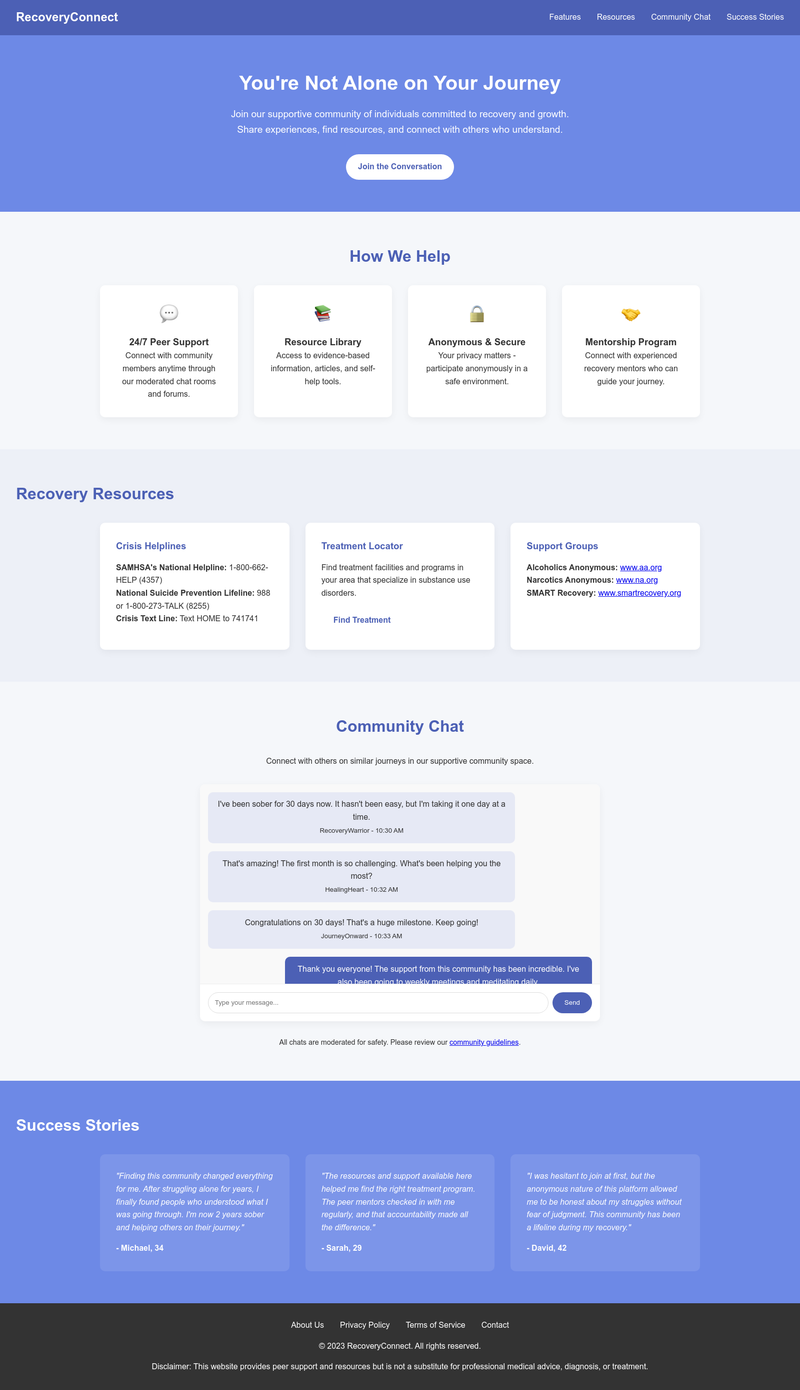 RecoveryConnect
Features Resources Community Chat Success Stories
You're Not Alone on Your Journey
Join our supportive community of individuals committed to recovery and growth.
Share experiences, find resources, and connect with others who understand.
Join the Conversation
How We Help
24/7 Peer Support
Connect with community
members anytime through
our moderated chat rooms
and forums.
Resource Library
Access to evidence-based
information, articles, and self-
help tools.
Anonymous & Secure
Your privacy matters -
participate anonymously in a
safe environment.
Mentorship Program
Connect with experienced
recovery mentors who can
guide your journey.
Recovery Resources
Crisis Helplines
SAMHSA's National Helpline: 1-800-662-
HELP (4357)
National Suicide Prevention Lifeline: 988
or 1-800-273-TALK (8255)
Crisis Text Line: Text HOME to 741741
Treatment Locator
Find treatment facilities and programs in
your area that specialize in substance use
disorders.
Find Treatment
Support Groups
Alcoholics Anonymous: www.aa.org
Narcotics Anonymous: www.na.org
SMART Recovery: www.smartrecovery.org
Community Chat
Connect with others on similar journeys in our supportive community space.
I've been sober for 30 days now. It hasn't been easy, but I'm taking it one day at a
time.
RecoveryWarrior - 10:30 AM
That's amazing! The first month is so challenging. What's been helping you the
most?
HealingHeart - 10:32 AM
Congratulations on 30 days! That's a huge milestone. Keep going!
JourneyOnward - 10:33 AM
Thank you everyone! The support from this community has been incredible. I've
also been going to weekly meetings and meditating daily.
Type your message...
Send
All chats are moderated for safety. Please review our community guidelines.
Success Stories
"Finding this community changed everything
for me. After struggling alone for years, I
finally found people who understood what I
was going through. I'm now 2 years sober
and helping others on their journey."
- Michael, 34
"The resources and support available here
helped me find the right treatment program.
The peer mentors checked in with me
regularly, and that accountability made all
the difference."
- Sarah, 29
"I was hesitant to join at first, but the
anonymous nature of this platform allowed
me to be honest about my struggles without
fear of judgment. This community has been
a lifeline during my recovery."
- David, 42
About Us Privacy Policy Terms of Service Contact
© 2023 RecoveryConnect. All rights reserved.
Disclaimer: This website provides peer support and resources but is not a substitute for professional medical advice, diagnosis, or treatment.